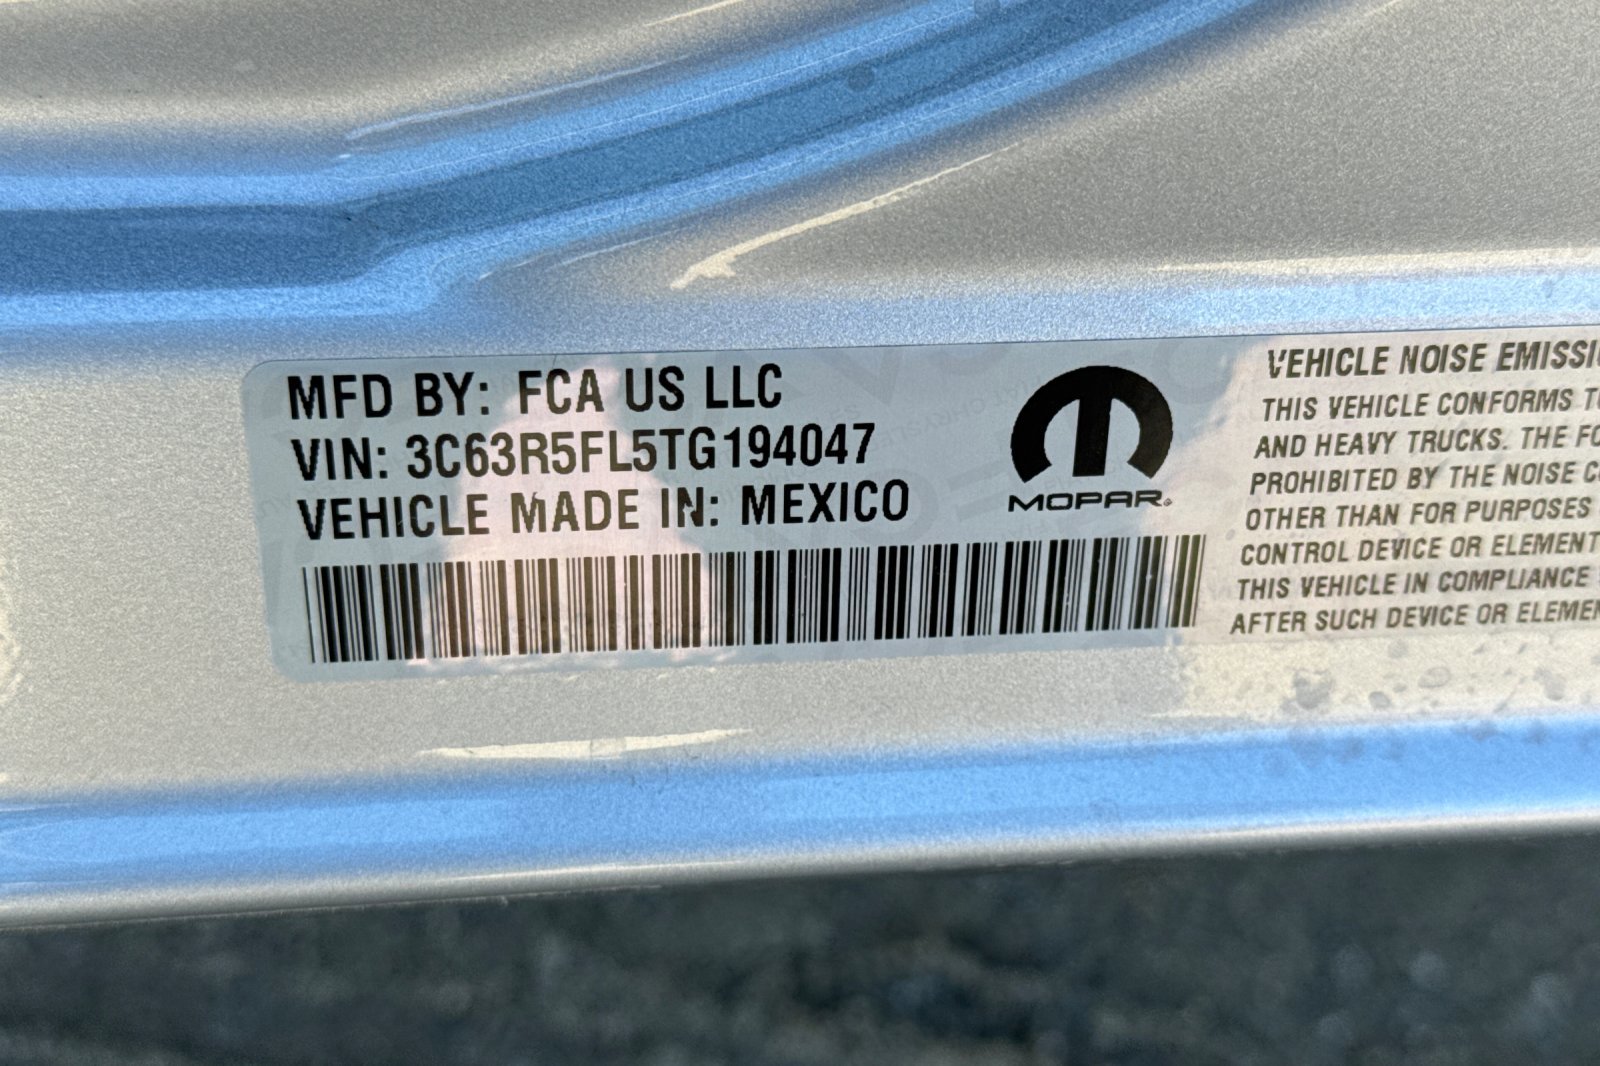 MFD BY: FCA US LLC
VIN: 3C63R5FL5TG194047
VEHICLE MADE IN: MEXICO
MOPAR®
VEHICLE NOISE
THIS VEHICLE CONFORMS
AND HEAVY TRUCKS. THE
PROHIBITED BY THE NOISE
OTHER THAN FOR PURPOSES
CONTROL DEVICE OR ELEMENT
THIS VEHICLE IN COMPLIANCE
AFTER SUCH DEVICE OR